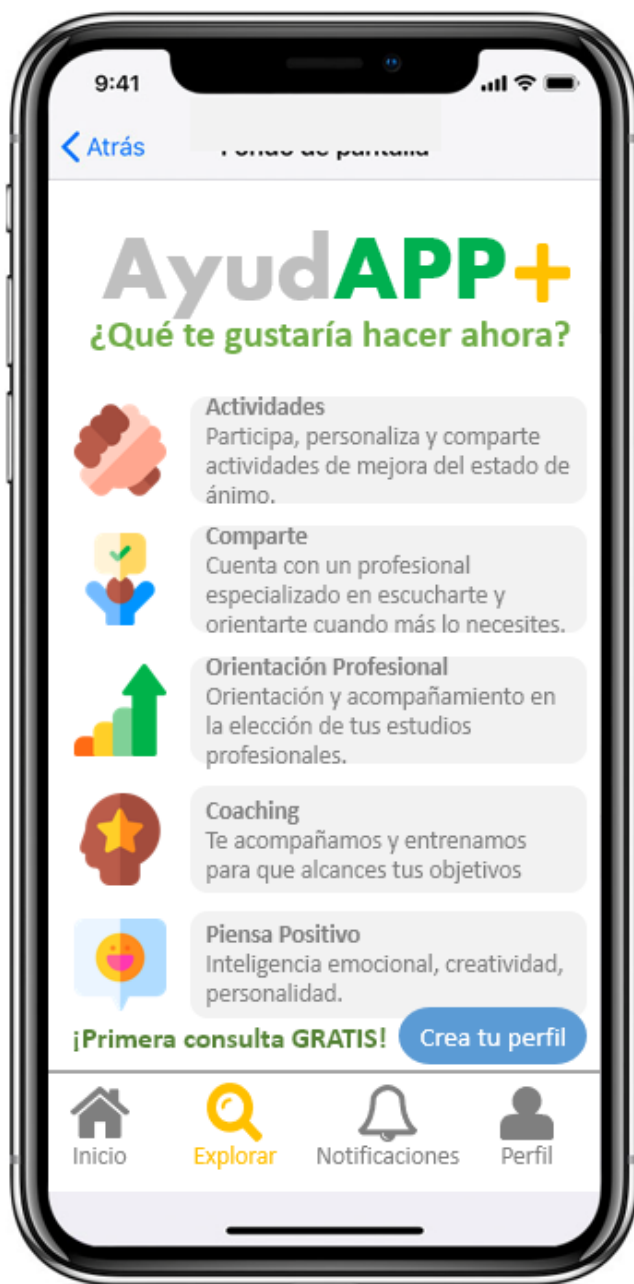 9:41
Atrás
AyudAPP+
¿Qué te gustaría hacer ahora?
Actividades
Participa, personaliza y comparte
actividades de mejora del estado de
ánimo.
Comparte
Cuenta con un profesional
especializado en escucharte y
orientarte cuando más lo necesites.
Orientación Profesional
Orientación y acompañamiento en
la elección de tus estudios
profesionales.
Coaching
Te acompañamos y entrenamos
para que alcances tus objetivos
Piensa Positivo
Inteligencia emocional, creatividad,
personalidad.
¡Primera consulta GRATIS! Crea tu perfil
Inicio Explorar Notificaciones Perfil